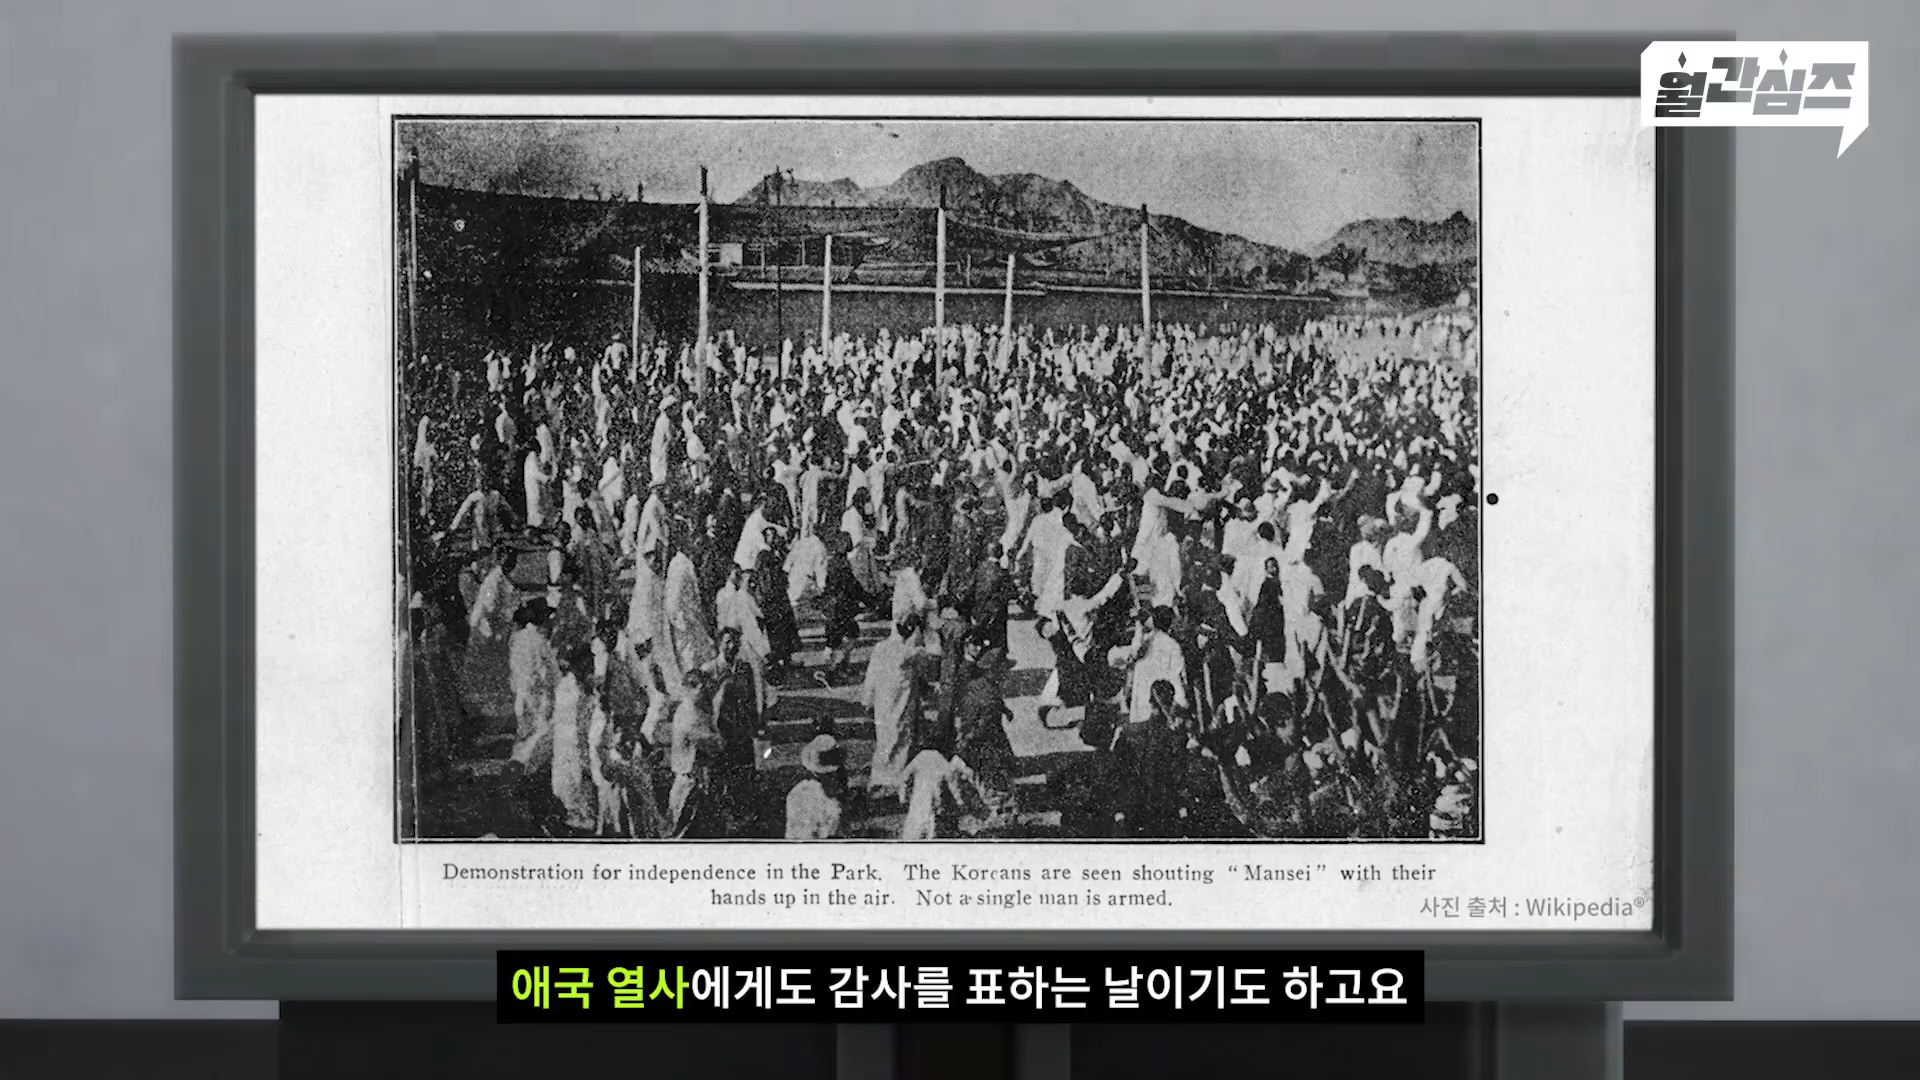 월간심즈
Demonstration for independence in the Park. The Koreans are seen shouting "Mansei" with their
hands up in the air. Not a single man is armed.
사진 출처 : Wikipedia®
애국 열사에게도 감사를 표하는 날이기도 하고요